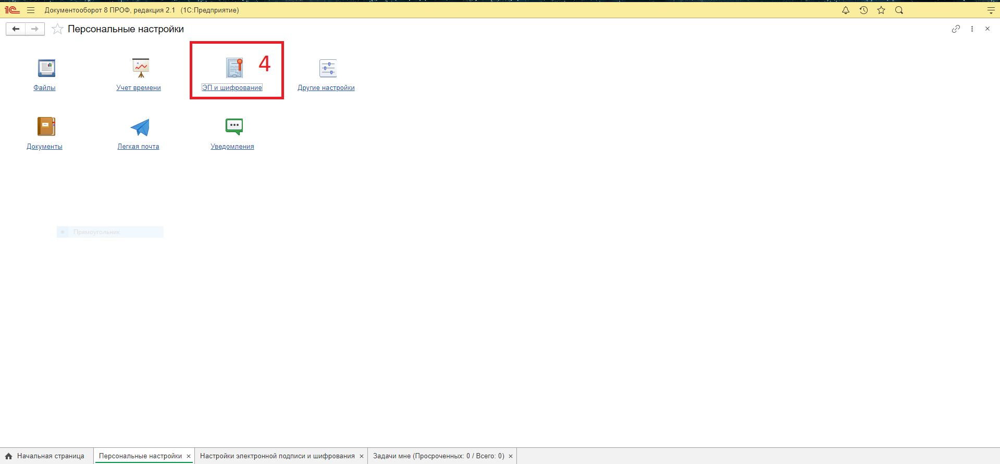 1С Документооборот 8 ПРОФ, редакция 2.1 (1С:Предприятие)
Персональные настройки
4
Файлы
Учет времени
ЭП и шифрование
Другие настройки
Документы
Легкая почта
Уведомления
Прямоугольник
Начальная страница
Персональные настройки
Настройки электронной подписи и шифрования
Задачи мне (Просроченных: 0 / Всего: 0)